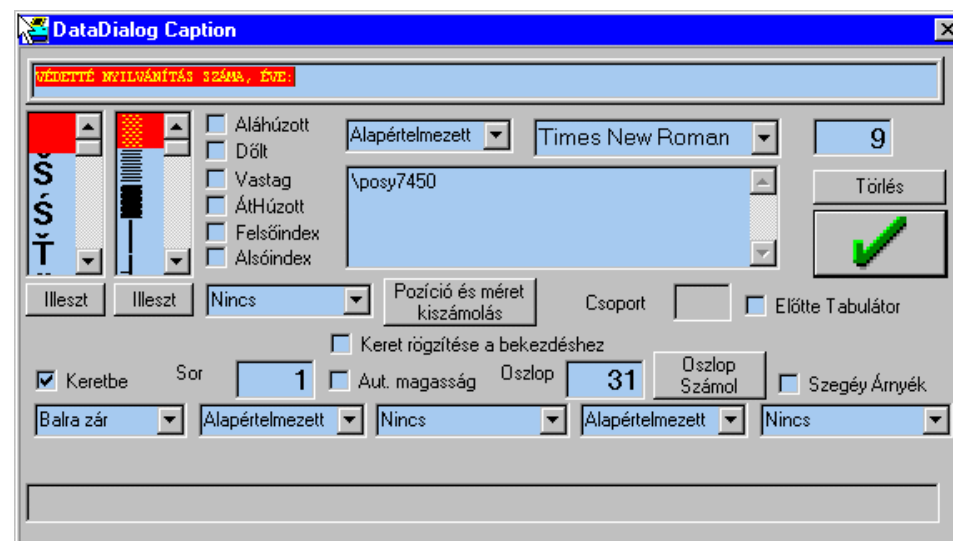 DataDialog Caption
VÉDETTÉ NYILVÁNÍTÁS SZÁMA, ÉVE:
Š
Ś
Ť
Aláhúzott
Dőlt
Vastag
ÁtHúzott
Felsőindex
Alsóindex
Alapértelmezett
Times New Roman
9
\posy7450
Törlés
Illeszt
Illeszt
Nincs
Pozíció és méret
kiszámolás
Csoport
Előtte Tabulátor
Keret rögzítése a bekezdéshez
Keretbe
Sor
1
Aut. magasság
Oszlop
31
Oszlop
Számol
Szegéy Árnyék
Balra zár
Alapértelmezett
Nincs
Alapértelmezett
Nincs